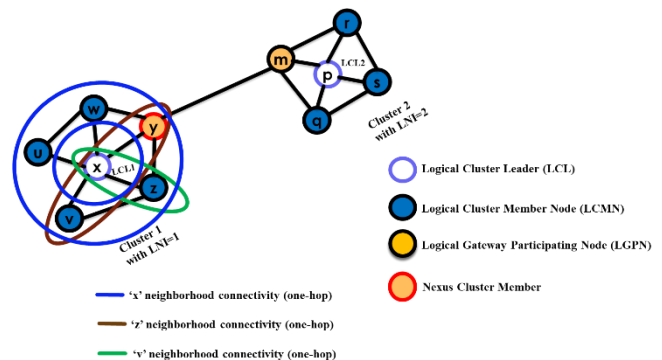 r
m
LCL2
p
s
q
Cluster 2
with LNI=2
w
y
u
x
LCL1
z
v
Cluster 1
with LNI=1
Logical Cluster Leader (LCL)
Logical Cluster Member Node (LCMN)
Logical Gateway Participating Node (LGPN)
Nexus Cluster Member
‘x’ neighborhood connectivity (one-hop)
‘z’ neighborhood connectivity (one-hop)
‘v’ neighborhood connectivity (one-hop)